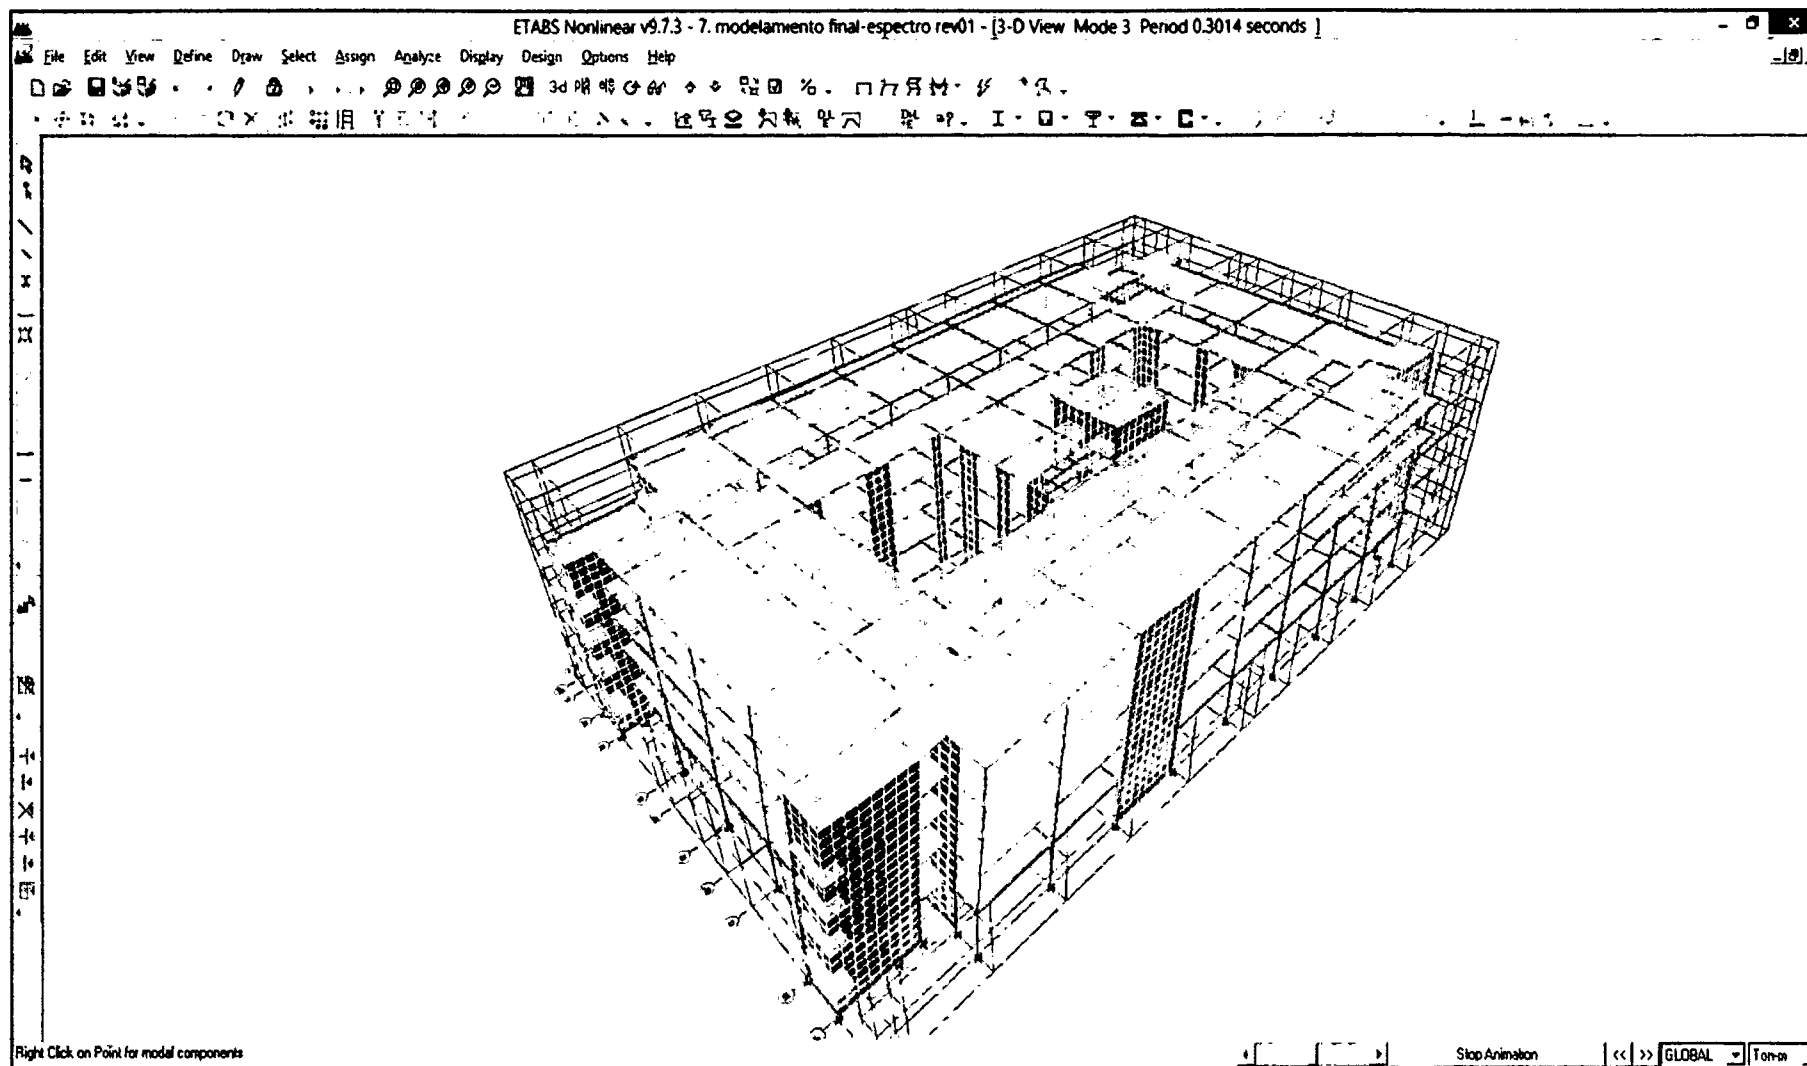 ETABS Nonlinear v9.7.3 - 7. modelamiento final-espectro rev01 - [3-D View Mode 3 Period 0.3014 seconds ]
File Edit View Define Draw Select Assign Analyze Display Design Options Help
3d
Right Click on Point for modal components
Stop Animation << >> GLOBAL Ton-m